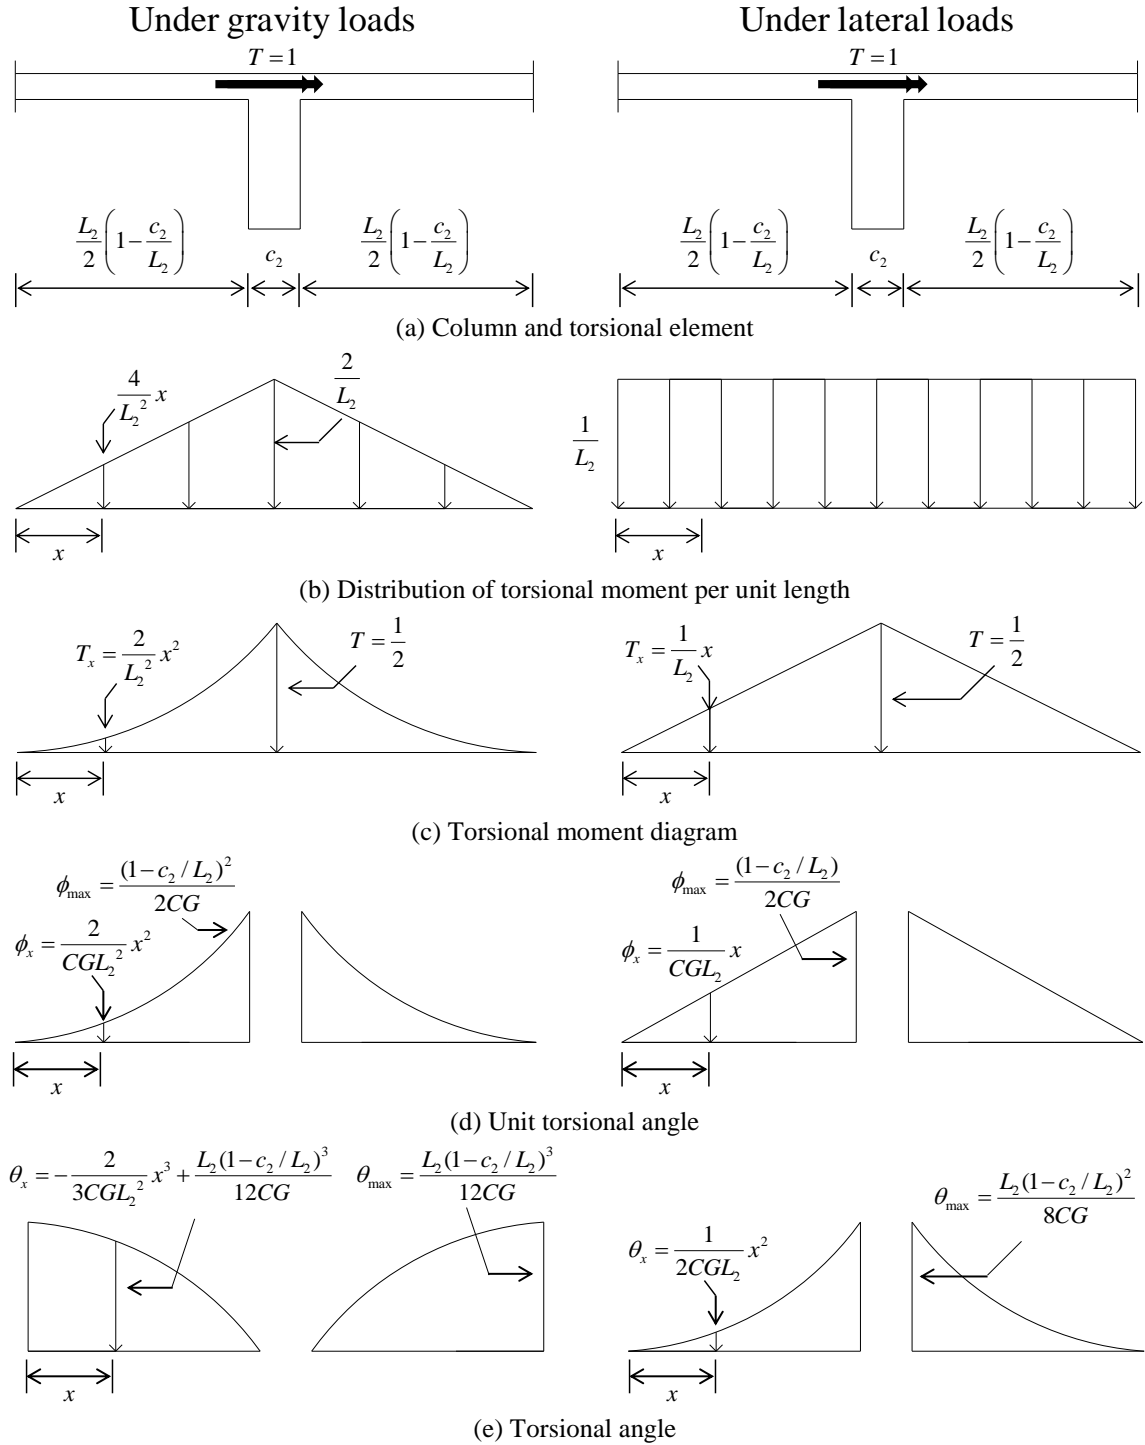 Under gravity loads
Under lateral loads
T = 1
T = 1
L₂/2 (1 − c₂/L₂)
c₂
L₂/2 (1 − c₂/L₂)
L₂/2 (1 − c₂/L₂)
c₂
L₂/2 (1 − c₂/L₂)
(a) Column and torsional element
4/L₂² x
2/L₂
1/L₂
x
x
(b) Distribution of torsional moment per unit length
Tₓ = 2/L₂² x²
T = 1/2
Tₓ = 1/L₂ x
T = 1/2
x
x
(c) Torsional moment diagram
ϕmax = (1 − c₂ / L₂)² / 2CG
ϕₓ = 2/CGL₂² x²
ϕmax = (1 − c₂ / L₂) / 2CG
ϕₓ = 1/CGL₂ x
x
x
(d) Unit torsional angle
θₓ = − 2/3CGL₂² x³ + L₂(1 − c₂ / L₂)³ / 12CG
θmax = L₂(1 − c₂ / L₂)³ / 12CG
θₓ = 1/2CGL₂ x²
θmax = L₂(1 − c₂ / L₂)² / 8CG
x
x
(e) Torsional angle